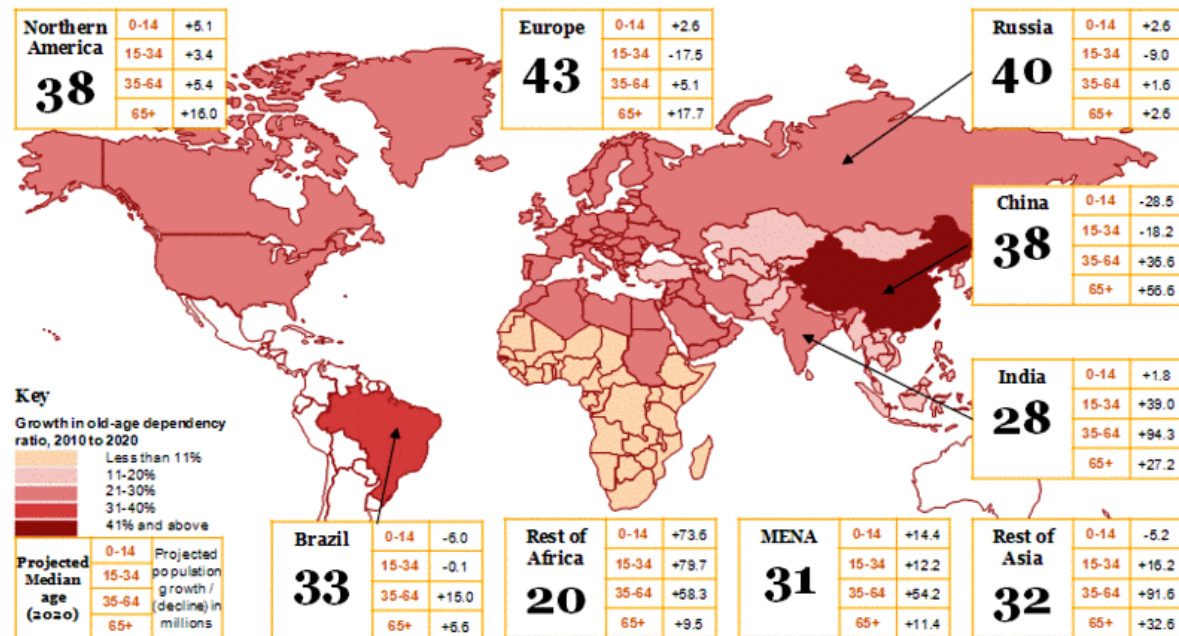 Northern America
38
0-14 +5.1
15-34 +3.4
35-64 +5.4
65+ +16.0
Europe
43
0-14 +2.6
15-34 -17.5
35-64 +5.1
65+ +17.7
Russia
40
0-14 +2.6
15-34 -9.0
35-64 +1.6
65+ +2.6
China
38
0-14 -28.5
15-34 -18.2
35-64 +36.6
65+ +56.6
India
28
0-14 +1.8
15-34 +39.0
35-64 +94.3
65+ +27.2
Key
Growth in old-age dependency
ratio, 2010 to 2020
Less than 11%
11-20%
21-30%
31-40%
41% and above
Projected
Median
age
(2020)
0-14
15-34
35-64
65+
Projected
population
growth /
(decline) in
millions
Brazil
33
0-14 -6.0
15-34 -0.1
35-64 +15.0
65+ +6.6
Rest of
Africa
20
0-14 +73.6
15-34 +79.7
35-64 +58.3
65+ +9.5
MENA
31
0-14 +14.4
15-34 +12.2
35-64 +54.2
65+ +11.4
Rest of
Asia
32
0-14 -5.2
15-34 +16.2
35-64 +91.6
65+ +32.6